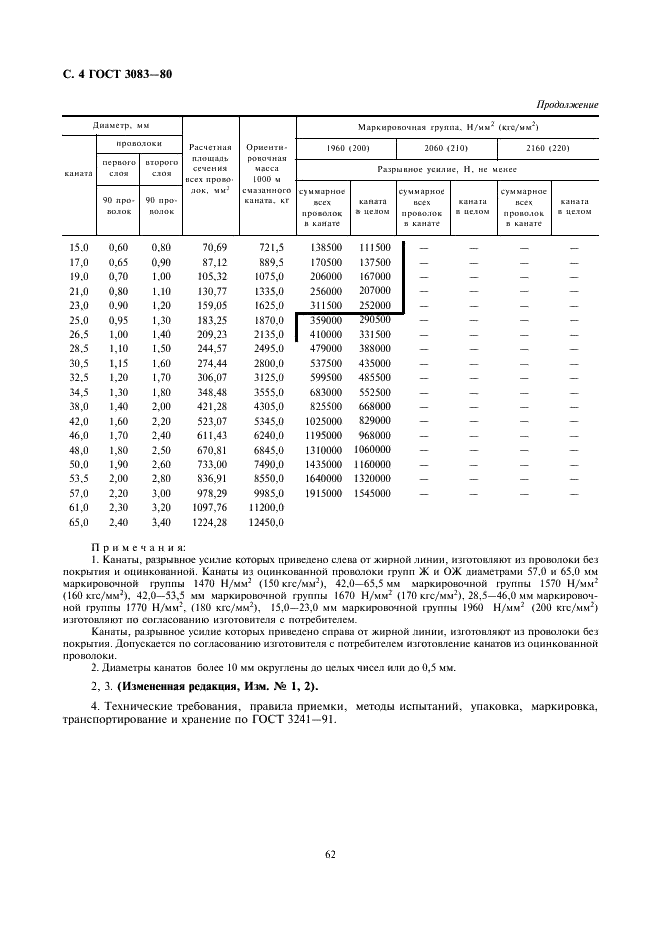 С. 4 ГОСТ 3083—80
Продолжение
Диаметр, мм
Маркировочная группа, Н/мм² (кгс/мм²)
проволоки
Расчетная площадь сечения всех проволок, мм²
Ориентировочная масса 1000 м смазанного каната, кг
1960 (200) 2060 (210) 2160 (220)
каната
первого слоя
второго слоя
Разрывное усилие, Н, не менее
90 проволок
90 проволок
суммарное всех проволок в канате
каната в целом
суммарное всех проволок в канате
каната в целом
суммарное всех проволок в канате
каната в целом
15,0 0,60 0,80 70,69 721,5 138500 111500 — — — —
17,0 0,65 0,90 87,12 889,5 170500 137500 — — — —
19,0 0,70 1,00 105,32 1075,0 206000 167000 — — — —
21,0 0,80 1,10 130,77 1335,0 256000 207000 — — — —
23,0 0,90 1,20 159,05 1625,0 311500 252000 — — — —
25,0 0,95 1,30 183,25 1870,0 359000 290500 — — — —
26,5 1,00 1,40 209,23 2135,0 410000 331500 — — — —
28,5 1,10 1,50 244,57 2495,0 479000 388000 — — — —
30,5 1,15 1,60 274,44 2800,0 537500 435000 — — — —
32,5 1,20 1,70 306,07 3125,0 599500 485500 — — — —
34,5 1,30 1,80 348,48 3555,0 683000 552500 — — — —
38,0 1,40 2,00 421,28 4305,0 825500 668000 — — — —
42,0 1,60 2,20 523,07 5345,0 1025000 829000 — — — —
46,0 1,70 2,40 611,43 6240,0 1195000 968000 — — — —
48,0 1,80 2,50 670,81 6845,0 1310000 1060000 — — — —
50,0 1,90 2,60 733,00 7490,0 1435000 1160000 — — — —
53,5 2,00 2,80 836,91 8550,0 1640000 1320000 — — — —
57,0 2,20 3,00 978,29 9985,0 1915000 1545000 — — — —
61,0 2,30 3,20 1097,76 11200,0
65,0 2,40 3,40 1224,28 12450,0
Примечания:
1. Канаты, разрывное усилие которых приведено слева от жирной линии, изготовляют из проволоки без
покрытия и оцинкованной. Канаты из оцинкованной проволоки групп Ж и ОЖ диаметрами 57,0 и 65,0 мм
маркировочной группы 1470 Н/мм² (150 кгс/мм²), 42,0—65,5 мм маркировочной группы 1570 Н/мм²
(160 кгс/мм²), 42,0—53,5 мм маркировочной группы 1670 Н/мм² (170 кгс/мм²), 28,5—46,0 мм маркировоч-
ной группы 1770 Н/мм², (180 кгс/мм²), 15,0—23,0 мм маркировочной группы 1960 Н/мм² (200 кгс/мм²)
изготовляют по согласованию изготовителя с потребителем.
Канаты, разрывное усилие которых приведено справа от жирной линии, изготовляют из проволоки без
покрытия. Допускается по согласованию изготовителя с потребителем изготовление канатов из оцинкованной
проволоки.
2. Диаметры канатов более 10 мм округлены до целых чисел или до 0,5 мм.
2, 3. (Измененная редакция, Изм. № 1, 2).
4. Технические требования, правила приемки, методы испытаний, упаковка, маркировка,
транспортирование и хранение по ГОСТ 3241—91.
62